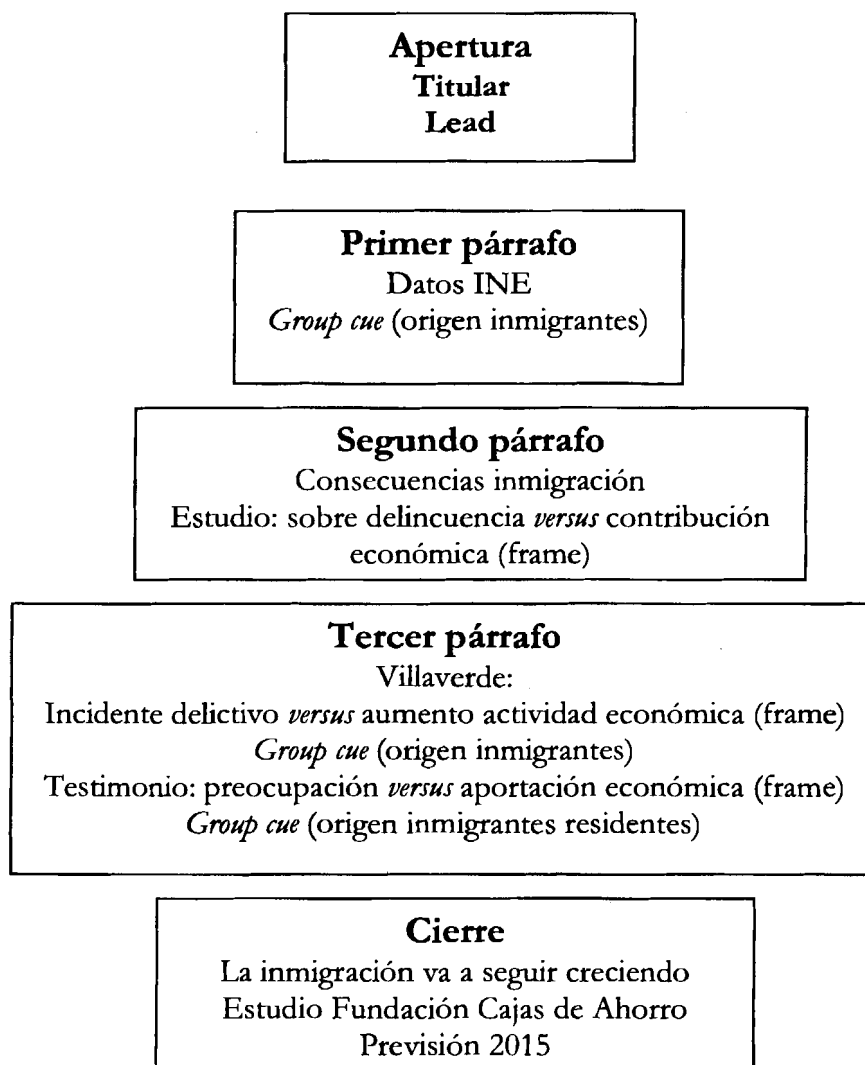 Apertura
Titular
Lead
Primer párrafo
Datos INE
Group cue (origen inmigrantes)
Segundo párrafo
Consecuencias inmigración
Estudio: sobre delincuencia versus contribución
económica (frame)
Tercer párrafo
Villaverde:
Incidente delictivo versus aumento actividad económica (frame)
Group cue (origen inmigrantes)
Testimonio: preocupación versus aportación económica (frame)
Group cue (origen inmigrantes residentes)
Cierre
La inmigración va a seguir creciendo
Estudio Fundación Cajas de Ahorro
Previsión 2015